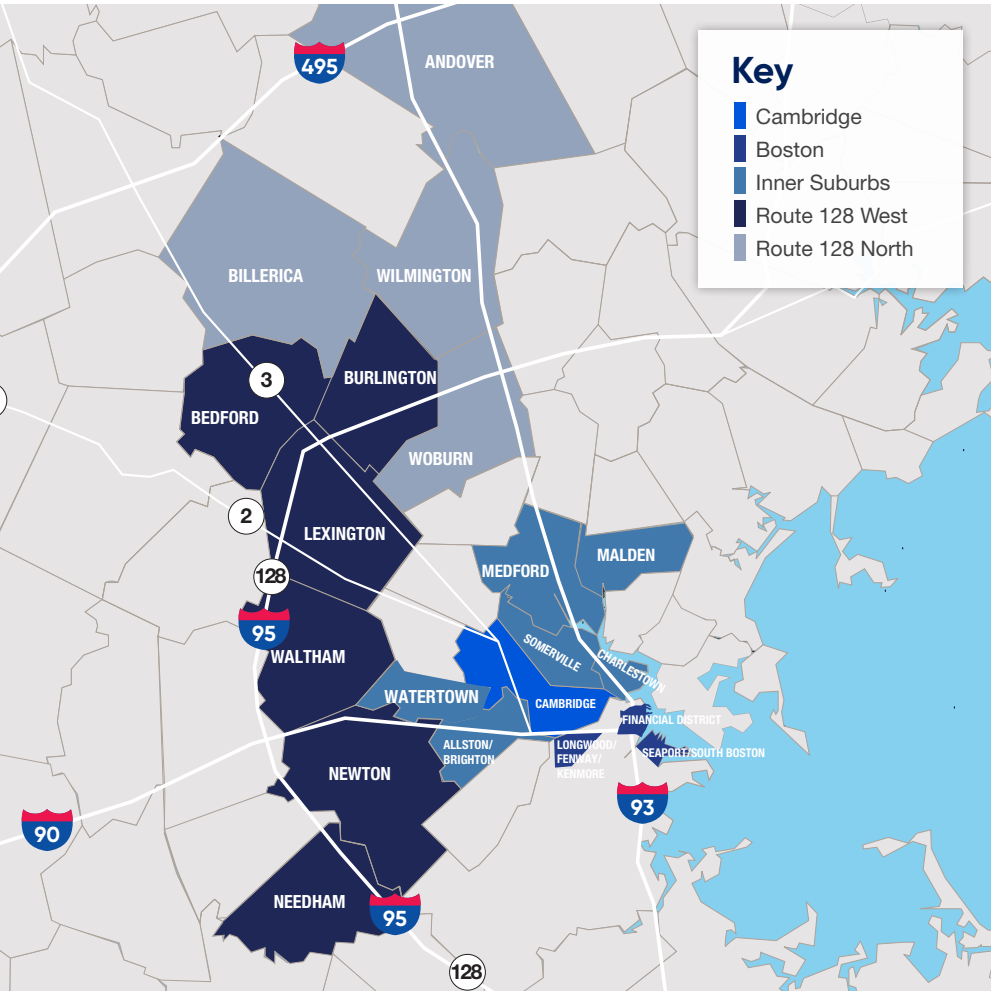 495
ANDOVER
Key
Cambridge
Boston
Inner Suburbs
Route 128 West
Route 128 North
BILLERICA
WILMINGTON
3
BURLINGTON
BEDFORD
WOBURN
2
LEXINGTON
MEDFORD
MALDEN
128
95
WALTHAM
SOMERVILLE
CHARLESTOWN
WATERTOWN
CAMBRIDGE
FINANCIAL DISTRICT
ALLSTON/
BRIGHTON
LONGWOOD/
FENWAY/
KENMORE
SEAPORT/SOUTH BOSTON
NEWTON
93
90
NEEDHAM
95
128